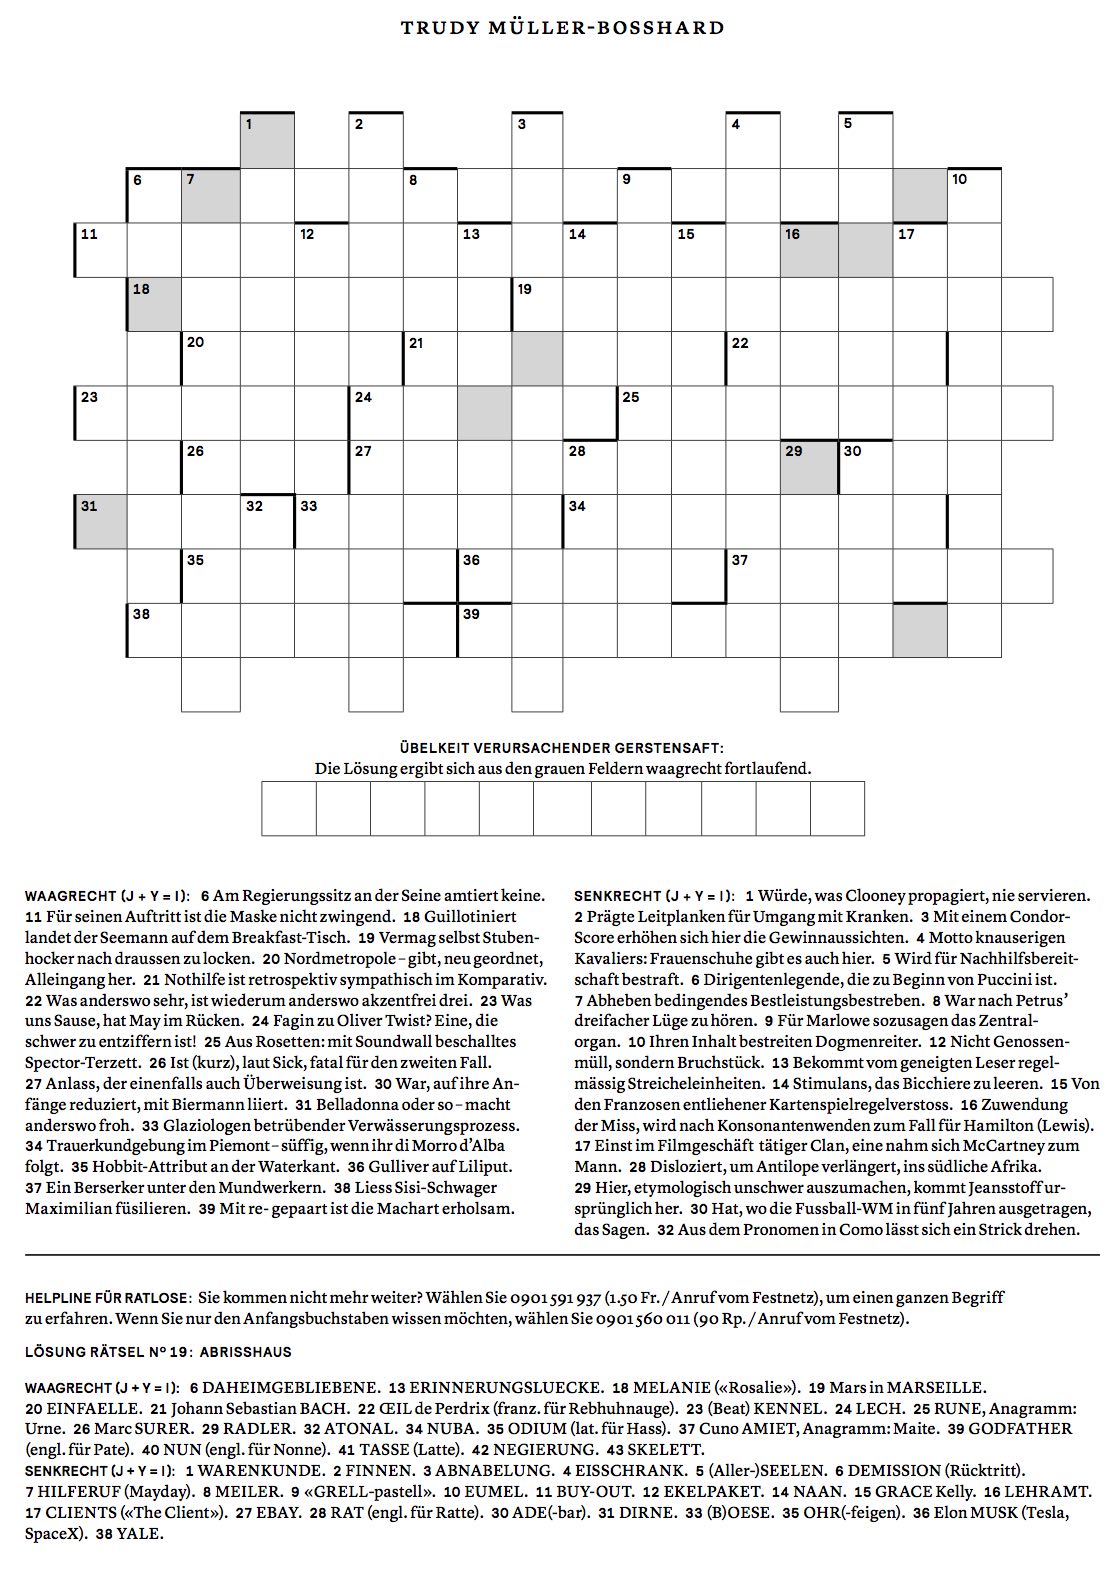 TRUDY MÜLLER-BOSSHARD
1 2 3 4 5
6 7 8 9 10
11 12 13 14 15 16 17
18 19
20 21 22
23 24 25
26 27 28 29 30
31 32 33 34
35 36 37
38 39
ÜBELKEIT VERURSACHENDER GERSTENSAFT:
Die Lösung ergibt sich aus den grauen Feldern waagrecht fortlaufend.
WAAGRECHT (J + Y = I): 6 Am Regierungssitz an der Seine amtiert keine.
11 Für seinen Auftritt ist die Maske nicht zwingend. 18 Guillotiniert
landet der Seemann auf dem Breakfast-Tisch. 19 Vermag selbst Stuben-
hocker nach draussen zu locken. 20 Nordmetropole – gibt, neu geordnet,
Alleingang her. 21 Nothilfe ist retrospektiv sympathisch im Komparativ.
22 Was anderswo sehr, ist wiederum anderswo akzentfrei drei. 23 Was
uns Sause, hat May im Rücken. 24 Fagin zu Oliver Twist? Eine, die
schwer zu entziffern ist! 25 Aus Rosetten: mit Soundwall beschalltes
Spector-Terzett. 26 Ist (kurz), laut Sick, fatal für den zweiten Fall.
27 Anlass, der einenfalls auch Überweisung ist. 30 War, auf ihre An-
fänge reduziert, mit Biermann liiert. 31 Belladonna oder so – macht
anderswo froh. 33 Glaziologen betrübender Verwässerungsprozess.
34 Trauerkundgebung im Piemont – süffig, wenn ihr di Morro d'Alba
folgt. 35 Hobbit-Attribut an der Waterkant. 36 Gulliver auf Liliput.
37 Ein Berserker unter den Mundwerkern. 38 Liess Sisi-Schwager
Maximilian füsilieren. 39 Mit re- gepaart ist die Machart erholsam.
SENKRECHT (J + Y = I): 1 Würde, was Clooney propagiert, nie servieren.
2 Prägte Leitplanken für Umgang mit Kranken. 3 Mit einem Condor-
Score erhöhen sich hier die Gewinnaussichten. 4 Motto knauserigen
Kavaliers: Frauenschuhe gibt es auch hier. 5 Wird für Nachhilfsbereit-
schaft bestraft. 6 Dirigentenlegende, die zu Beginn von Puccini ist.
7 Abheben bedingendes Bestleistungsbestreben. 8 War nach Petrus'
dreifacher Lüge zu hören. 9 Für Marlowe sozusagen das Zentral-
organ. 10 Ihren Inhalt bestreiten Dogmenreiter. 12 Nicht Genossen-
müll, sondern Bruchstück. 13 Bekommt vom geneigten Leser regel-
mässig Streicheleinheiten. 14 Stimulans, das Bicchiere zu leeren. 15 Von
den Franzosen entliehener Kartenspielregelverstoss. 16 Zuwendung
der Miss, wird nach Konsonantenwenden zum Fall für Hamilton (Lewis).
17 Einst im Filmgeschäft tätiger Clan, eine nahm sich McCartney zum
Mann. 28 Disloziert, um Antilope verlängert, ins südliche Afrika.
29 Hier, etymologisch unschwer auszumachen, kommt Jeansstoff ur-
sprünglich her. 30 Hat, wo die Fussball-WM in fünf Jahren ausgetragen,
das Sagen. 32 Aus dem Pronomen in Como lässt sich ein Strick drehen.
HELPLINE FÜR RATLOSE: Sie kommen nicht mehr weiter? Wählen Sie 0901 591 937 (1.50 Fr. / Anruf vom Festnetz), um einen ganzen Begriff
zu erfahren. Wenn Sie nur den Anfangsbuchstaben wissen möchten, wählen Sie 0901 560 011 (90 Rp. / Anruf vom Festnetz).
LÖSUNG RÄTSEL Nº 19: ABRISSHAUS
WAAGRECHT (J + Y = I): 6 DAHEIMGEBLIEBENE. 13 ERINNERUNGSLUECKE. 18 MELANIE («Rosalie»). 19 Mars in MARSEILLE.
20 EINFAELLE. 21 Johann Sebastian BACH. 22 ŒIL de Perdrix (franz. für Rebhuhnauge). 23 (Beat) KENNEL. 24 LECH. 25 RUNE, Anagramm:
Urne. 26 Marc SURER. 29 RADLER. 32 ATONAL. 34 NUBA. 35 ODIUM (lat. für Hass). 37 Cuno AMIET, Anagramm: Maite. 39 GODFATHER
(engl. für Pate). 40 NUN (engl. für Nonne). 41 TASSE (Latte). 42 NEGIERUNG. 43 SKELETT.
SENKRECHT (J + Y = I): 1 WARENKUNDE. 2 FINNEN. 3 ABNABELUNG. 4 EISSCHRANK. 5 (Aller-)SEELEN. 6 DEMISSION (Rücktritt).
7 HILFERUF (Mayday). 8 MEILER. 9 «GRELL-pastell». 10 EUMEL. 11 BUY-OUT. 12 EKELPAKET. 14 NAAN. 15 GRACE Kelly. 16 LEHRAMT.
17 CLIENTS («The Client»). 27 EBAY. 28 RAT (engl. für Ratte). 30 ADE(-bar). 31 DIRNE. 33 (B)OESE. 35 OHR(-feigen). 36 Elon MUSK (Tesla,
SpaceX). 38 YALE.